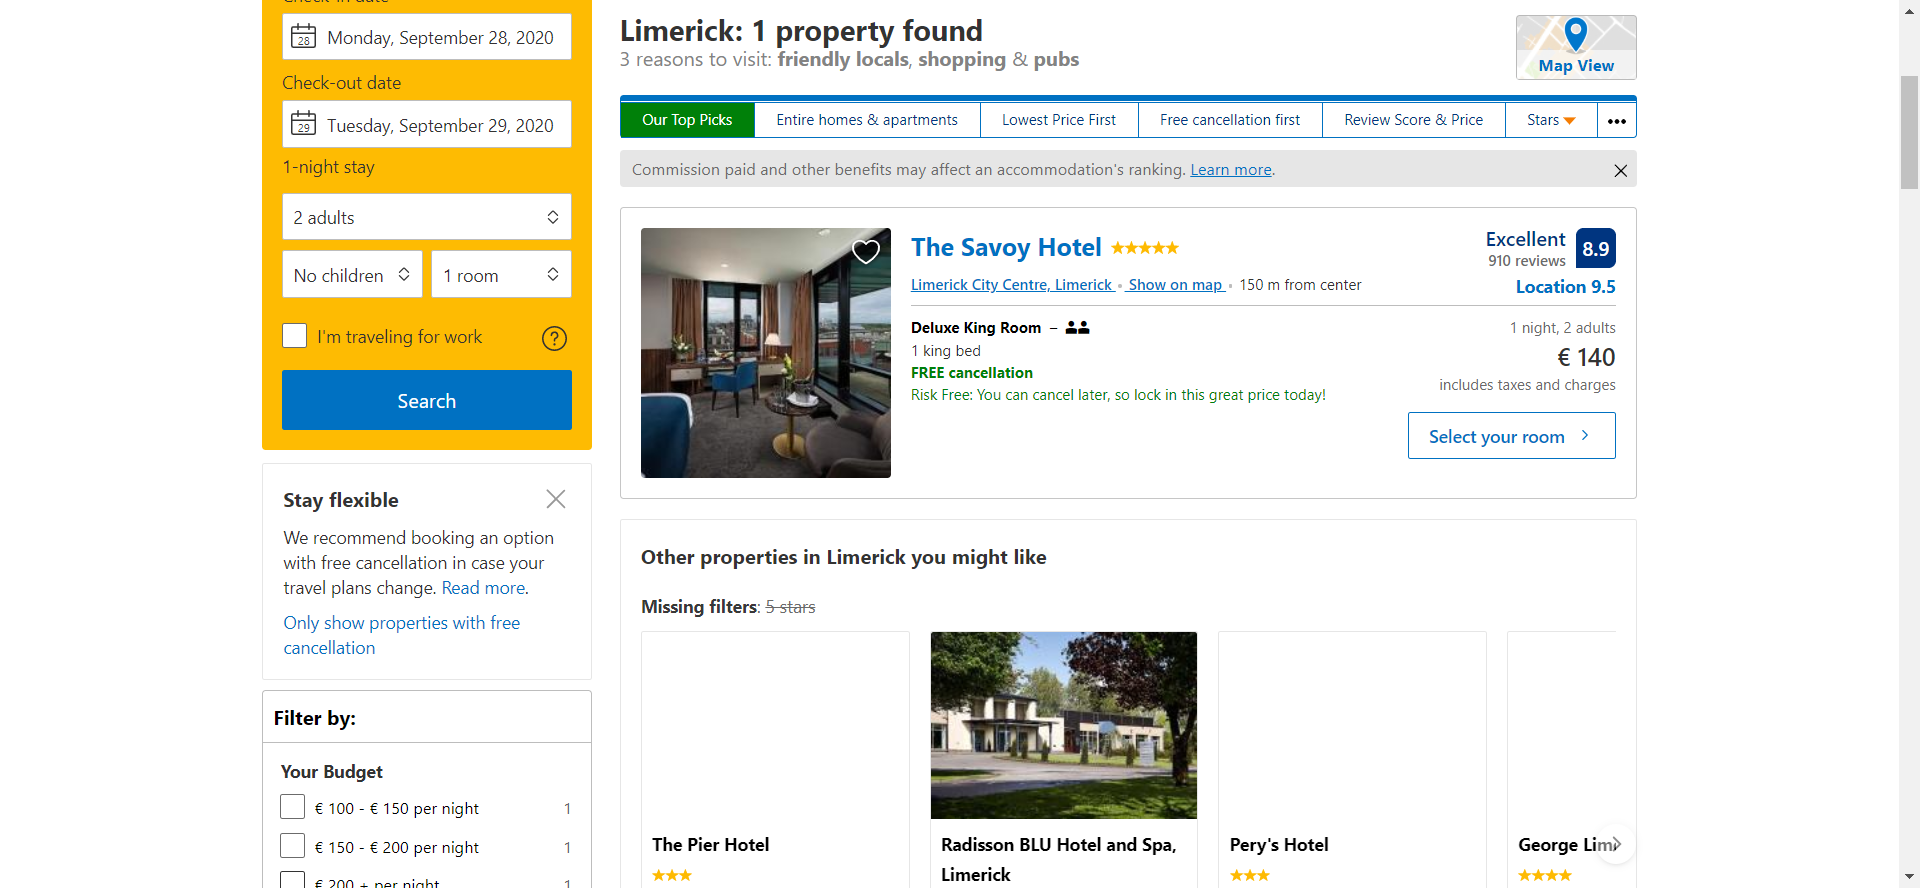 Check-in date
28
Monday, September 28, 2020
Check-out date
29
Tuesday, September 29, 2020
1-night stay
2 adults
No children
1 room
I'm traveling for work
?
Search
Stay flexible
We recommend booking an option
with free cancellation in case your
travel plans change. Read more.
Only show properties with free
cancellation
Filter by:
Your Budget
€ 100 - € 150 per night 1
€ 150 - € 200 per night 1
€ 200 + per night 1
Limerick: 1 property found
3 reasons to visit: friendly locals, shopping & pubs
Map View
Our Top Picks
Entire homes & apartments
Lowest Price First
Free cancellation first
Review Score & Price
Stars
•••
Commission paid and other benefits may affect an accommodation's ranking. Learn more.
The Savoy Hotel
Limerick City Centre, Limerick • Show on map • 150 m from center
Excellent
910 reviews
8.9
Location 9.5
Deluxe King Room –
1 king bed
FREE cancellation
Risk Free: You can cancel later, so lock in this great price today!
1 night, 2 adults
€ 140
includes taxes and charges
Select your room
Other properties in Limerick you might like
Missing filters: 5 stars
The Pier Hotel
Radisson BLU Hotel and Spa,
Limerick
Pery's Hotel
George Lim